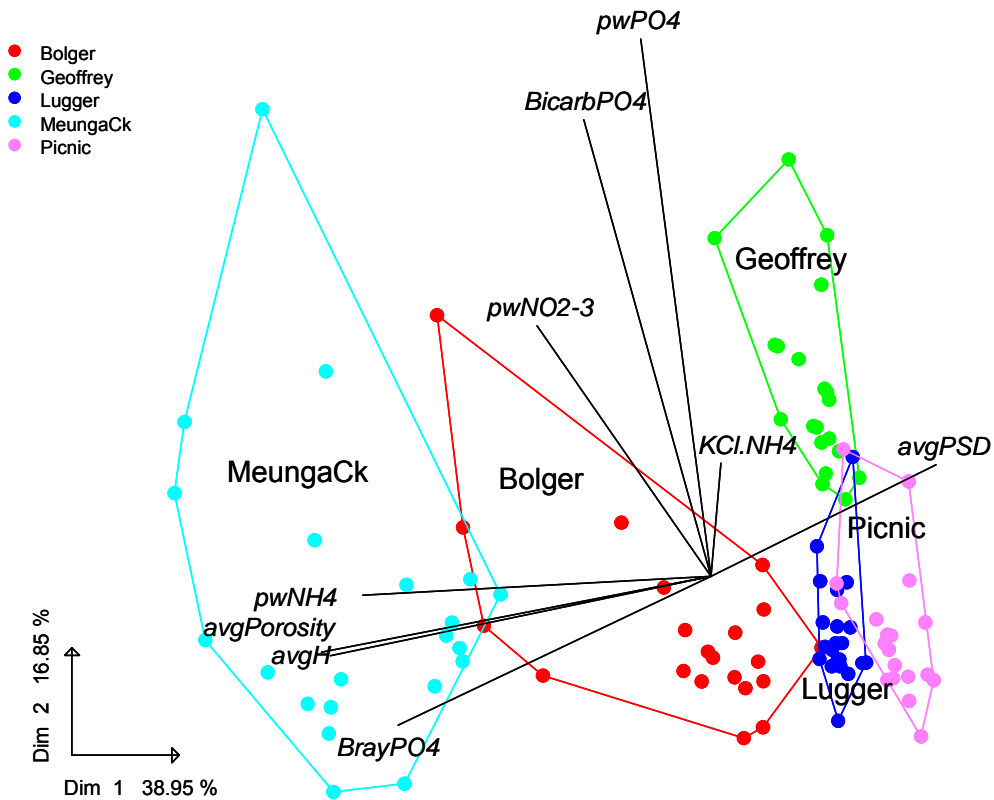 pwPO4
Bolger
Geoffrey
Lugger
MeungaCk
Picnic
BicarbPO4
Geoffrey
pwNO2-3
KCl.NH4
avgPSD
MeungaCk
Bolger
Picnic
pwNH4
avgPorosity
avgH
Lugger
BrayPO4
Dim 2 16.85 %
Dim 1 38.95 %